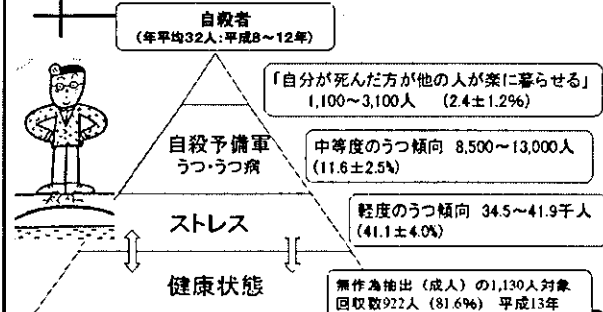 自殺者
(年平均32人:平成8～12年)
「自分が死んだ方が他の人が楽に暮らせる」
1,100～3,100人 (2.4±1.2%)
自殺予備軍
うつ・うつ病
中等度のうつ傾向 8,500～13,000人
(11.6±2.5%)
ストレス
軽度のうつ傾向 34.5～41.9千人
(41.1±4.0%)
健康状態
無作為抽出(成人)の1,130人対象
回収数922人(81.6%) 平成13年